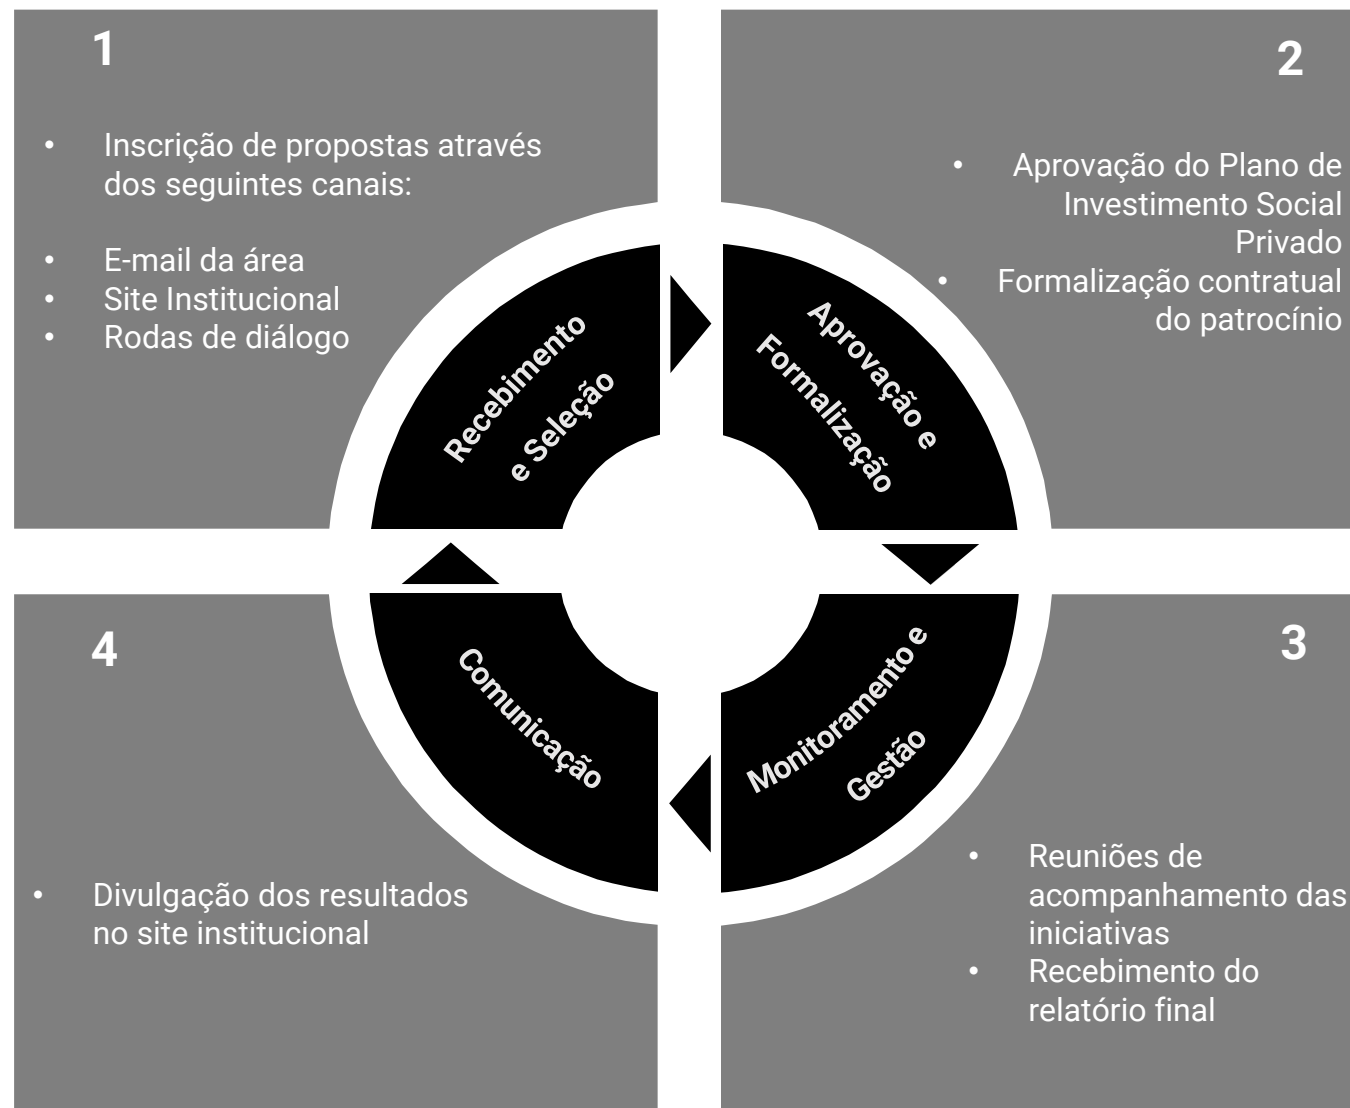 1
• Inscrição de propostas através
dos seguintes canais:
• E-mail da área
• Site Institucional
• Rodas de diálogo
Recebimento
e Seleção
2
• Aprovação do Plano de
Investimento Social
Privado
• Formalização contratual
do patrocínio
Aprovação e
Formalização
3
Monitoramento e
Gestão
• Reuniões de
acompanhamento das
iniciativas
• Recebimento do
relatório final
4
Comunicação
• Divulgação dos resultados
no site institucional